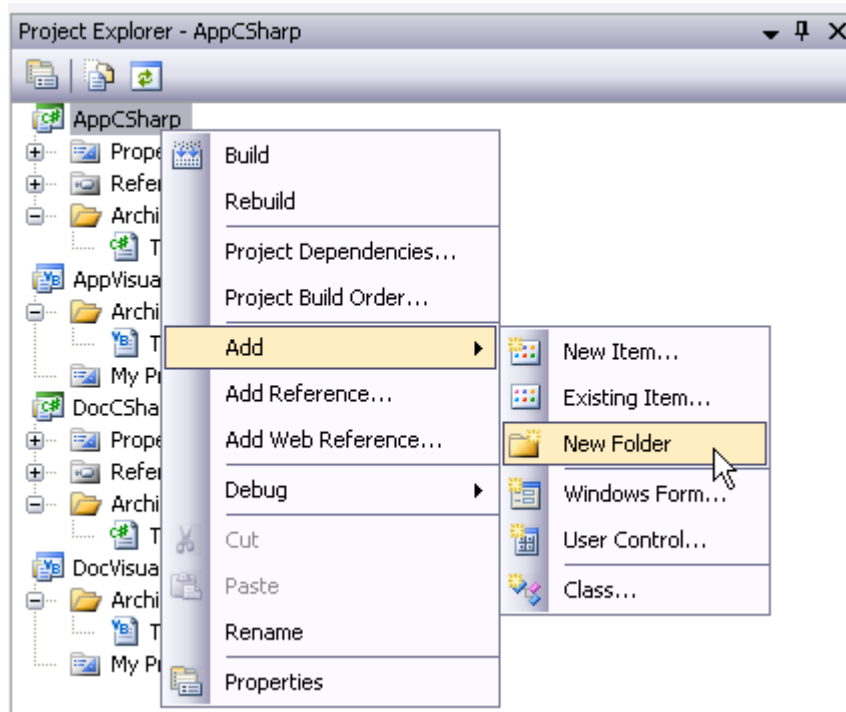 Project Explorer - AppCSharp
AppCSharp
Prope
Refer
Archi
T
AppVisua
Archi
T
My Pr
DocCSha
Prope
Refer
Archi
T
DocVisua
Archi
T
My Pr
Build
Rebuild
Project Dependencies...
Project Build Order...
Add
Add Reference...
Add Web Reference...
Debug
Cut
Paste
Rename
Properties
New Item...
Existing Item...
New Folder
Windows Form...
User Control...
Class...